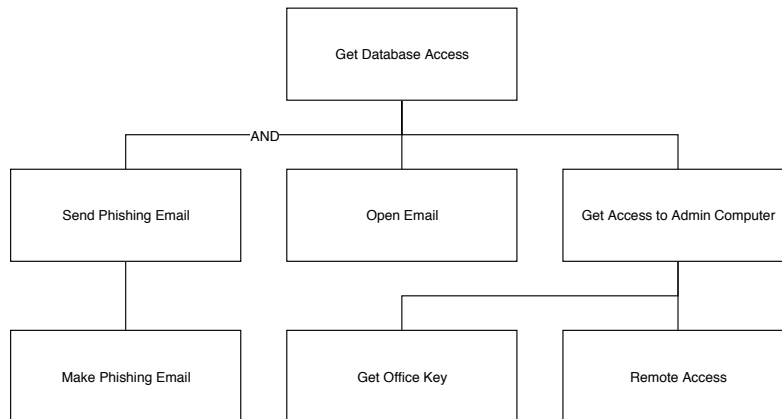 Get Database Access
AND
Send Phishing Email
Open Email
Get Access to Admin Computer
Make Phishing Email
Get Office Key
Remote Access